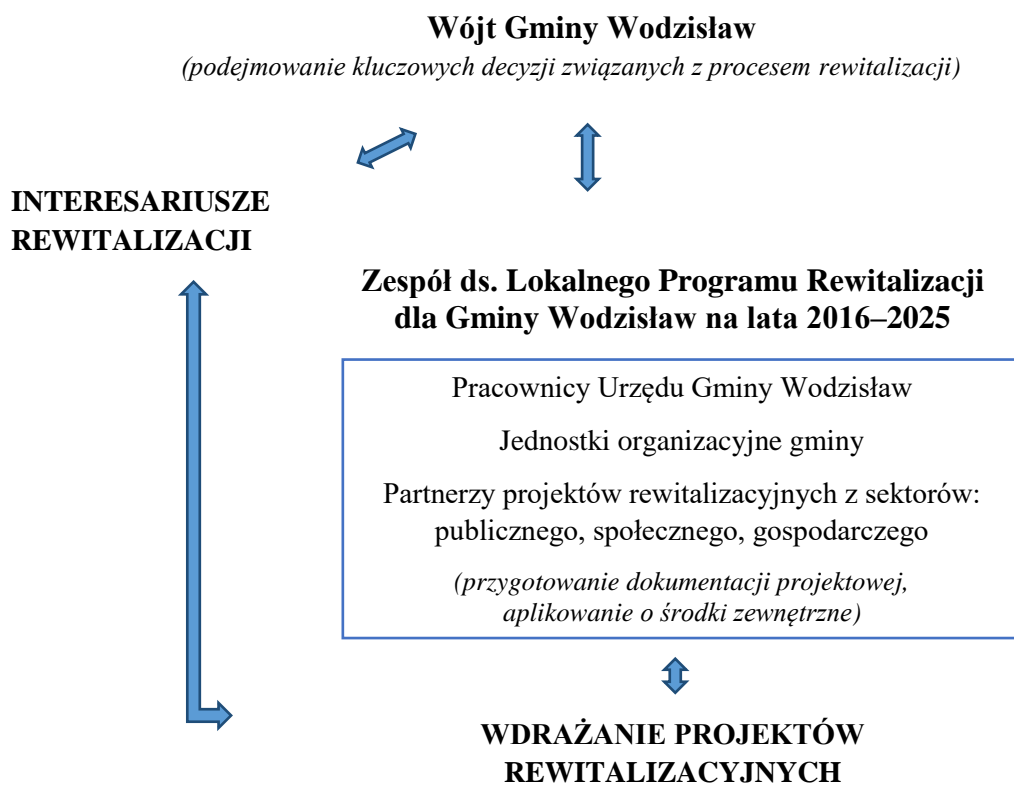 Wójt Gminy Wodzisław
(podejmowanie kluczowych decyzji związanych z procesem rewitalizacji)
INTERESARIUSZE
REWITALIZACJI
Zespół ds. Lokalnego Programu Rewitalizacji
dla Gminy Wodzisław na lata 2016–2025
Pracownicy Urzędu Gminy Wodzisław
Jednostki organizacyjne gminy
Partnerzy projektów rewitalizacyjnych z sektorów:
publicznego, społecznego, gospodarczego
(przygotowanie dokumentacji projektowej,
aplikowanie o środki zewnętrzne)
WDRAŻANIE PROJEKTÓW
REWITALIZACYJNYCH